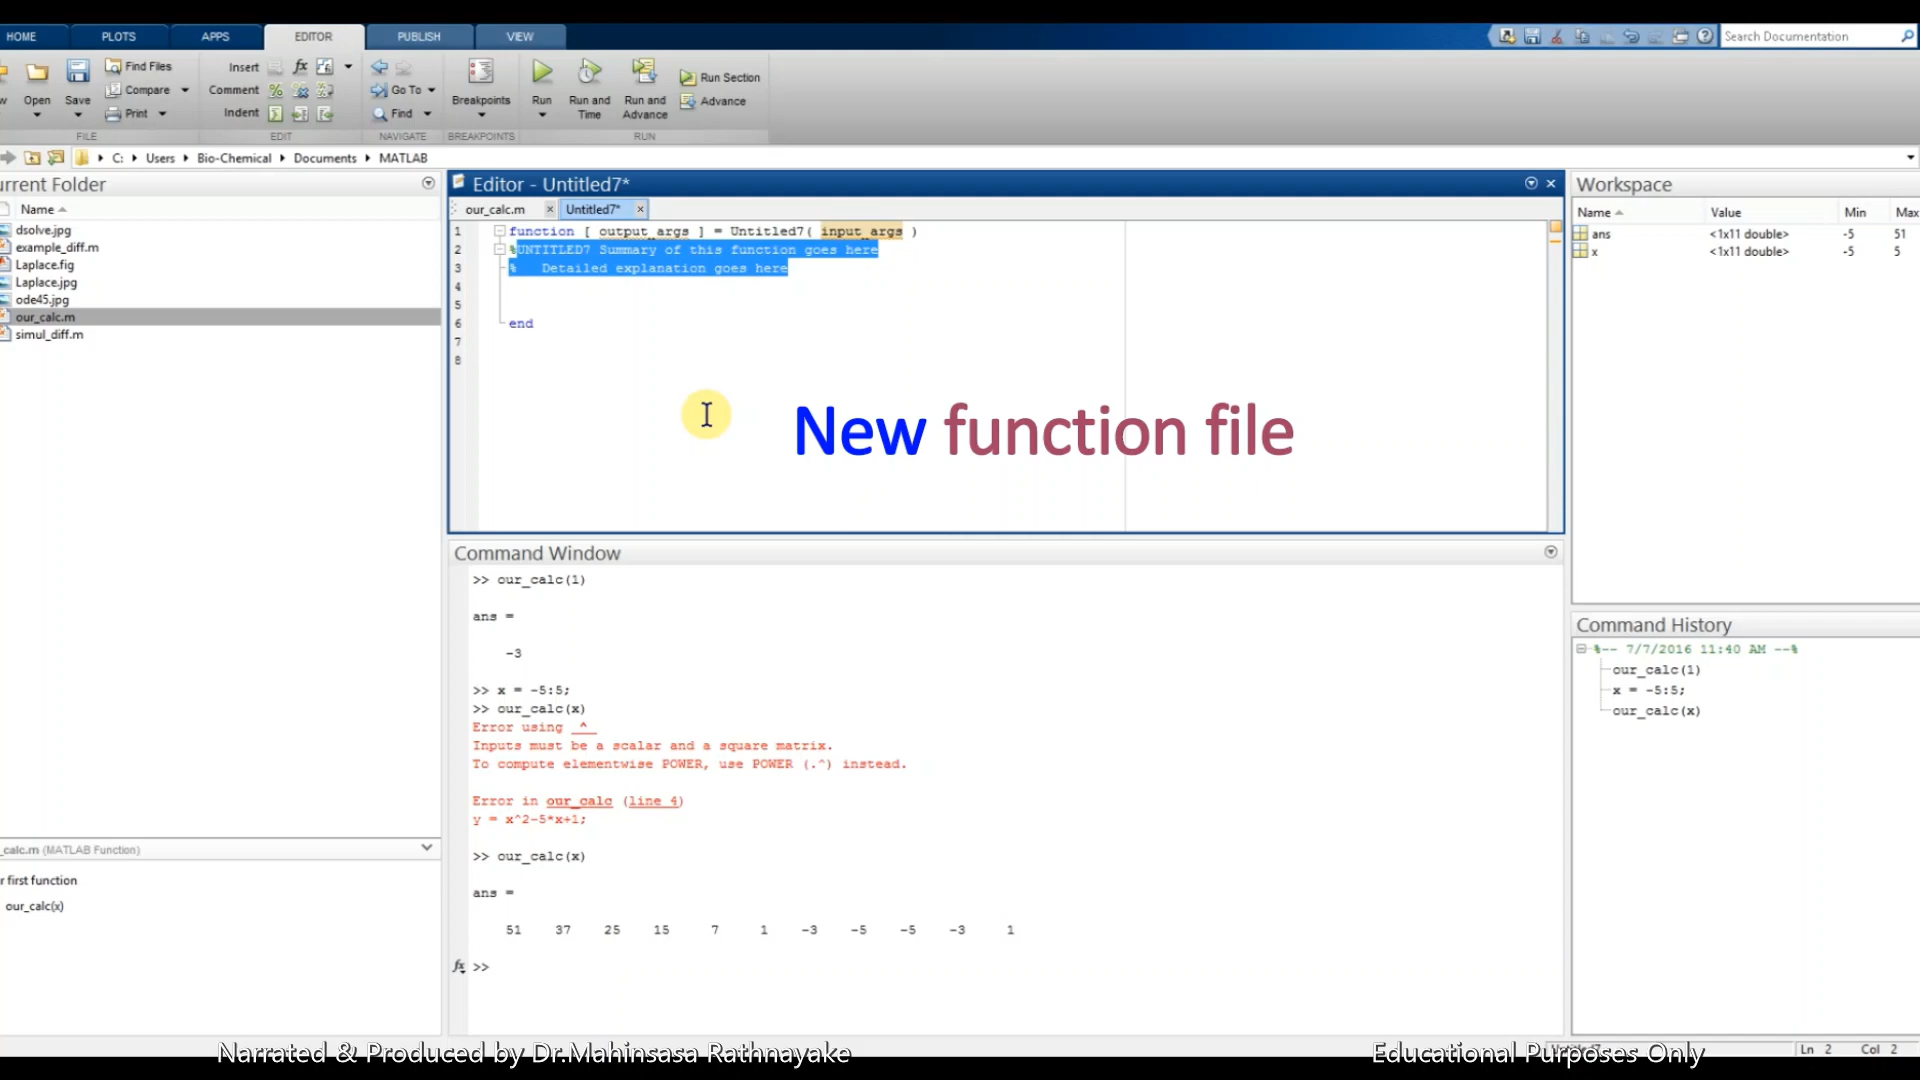 HOME PLOTS APPS EDITOR PUBLISH VIEW
Search Documentation
Find Files
Compare
Print
Open
Save
FILE
Insert
Comment
Indent
EDIT
Go To
Find
NAVIGATE
Breakpoints
BREAKPOINTS
Run
Run and
Time
Run and
Advance
Run Section
Advance
RUN
C: Users Bio-Chemical Documents MATLAB
urrent Folder
Name
dsolve.jpg
example_diff.m
Laplace.fig
Laplace.jpg
ode45.jpg
our_calc.m
simul_diff.m
_calc.m (MATLAB Function)
r first function
our_calc(x)
Editor - Untitled7*
our_calc.m Untitled7*
1 function [ output_args ] = Untitled7( input_args )
2 %UNTITLED7 Summary of this function goes here
3 % Detailed explanation goes here
4
5
6 end
7
8
New function file
Command Window
>> our_calc(1)
ans =
-3
>> x = -5:5;
>> our_calc(x)
Error using ^
Inputs must be a scalar and a square matrix.
To compute elementwise POWER, use POWER (.^) instead.
Error in our_calc (line 4)
y = x^2-5*x+1;
>> our_calc(x)
ans =
51 37 25 15 7 1 -3 -5 -5 -3 1
fx >>
Workspace
Name Value Min Max
ans <1x11 double> -5 51
x <1x11 double> -5 5
Command History
%-- 7/7/2016 11:40 AM --%
our_calc(1)
x = -5:5;
our_calc(x)
Ln 2 Col 2
Narrated & Produced by Dr.Mahinsasa Rathnayake
Educational Purposes Only